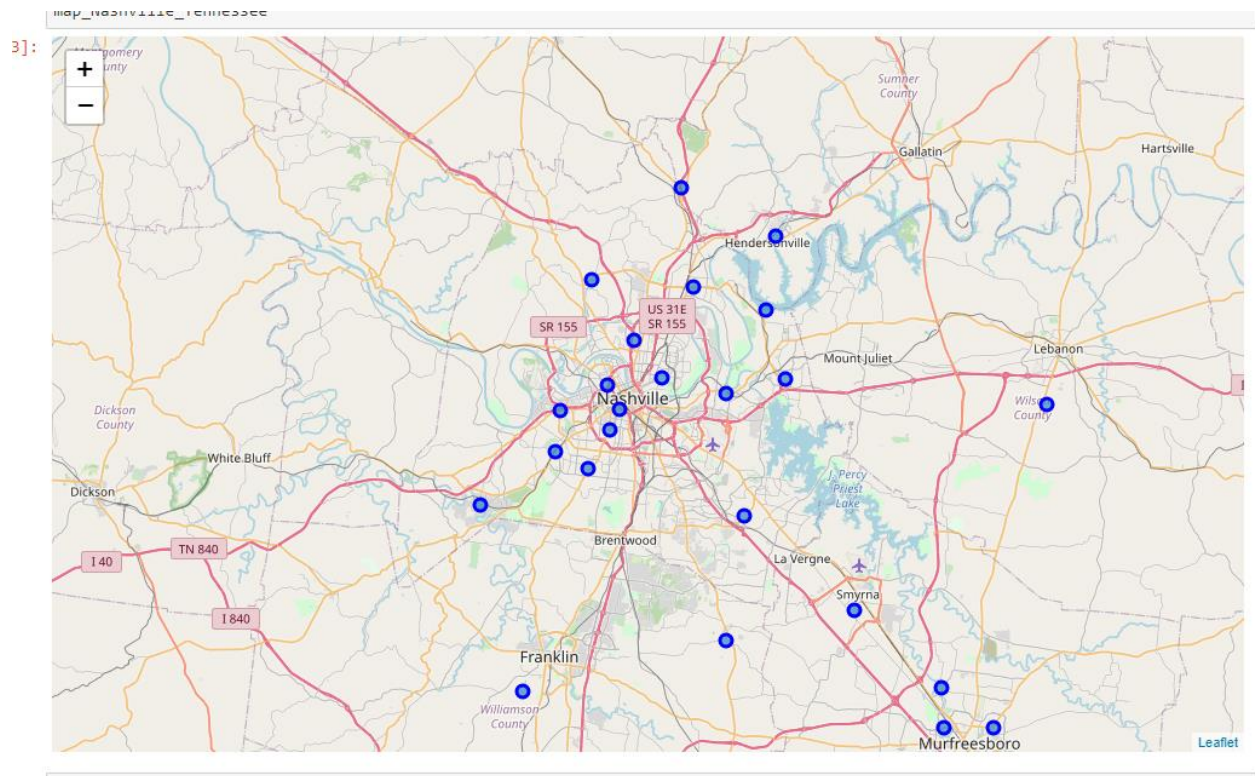 map_Nashville_Tennessee
3]:
+
−
Montgomery
County
Sumner
County
Gallatin
Hartsville
Hendersonville
US 31E
SR 155
SR 155
Mount Juliet
Lebanon
Nashville
Wilson
County
Dickson
County
White Bluff
Dickson
J. Percy
Priest
Lake
Brentwood
TN 840
I 40
La Vergne
Smyrna
I 840
Franklin
Williamson
County
Murfreesboro
Leaflet